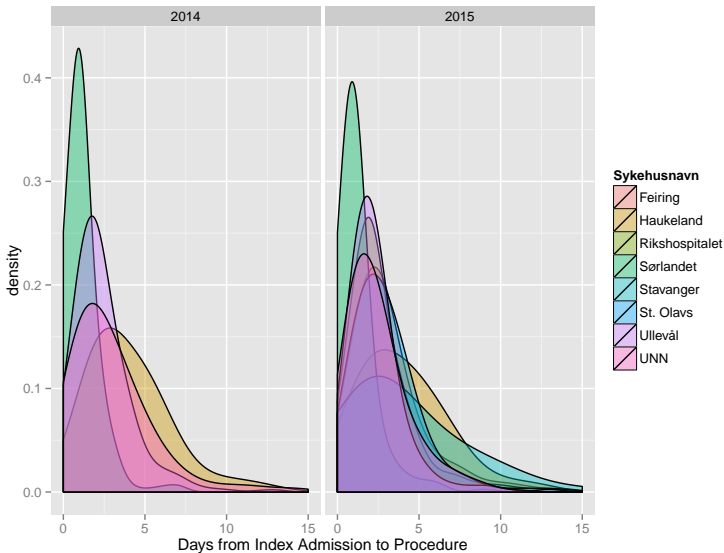 2014 2015
density
0.4
0.3
0.2
0.1
0.0
0 5 10 15 0 5 10 15
Days from Index Admission to Procedure
Sykehusnavn
Feiring
Haukeland
Rikshospitalet
Sørlandet
Stavanger
St. Olavs
Ullevål
UNN